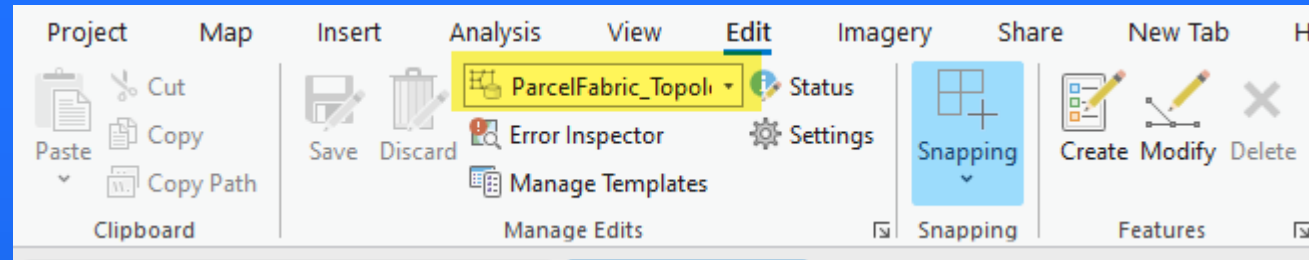 Project Map Insert Analysis View Edit Imagery Share New Tab H
Cut
Copy
Copy Path
Paste
Clipboard
Save Discard
ParcelFabric_Topol
Error Inspector
Manage Templates
Status
Settings
Manage Edits
Snapping
Snapping
Create Modify Delete
Features